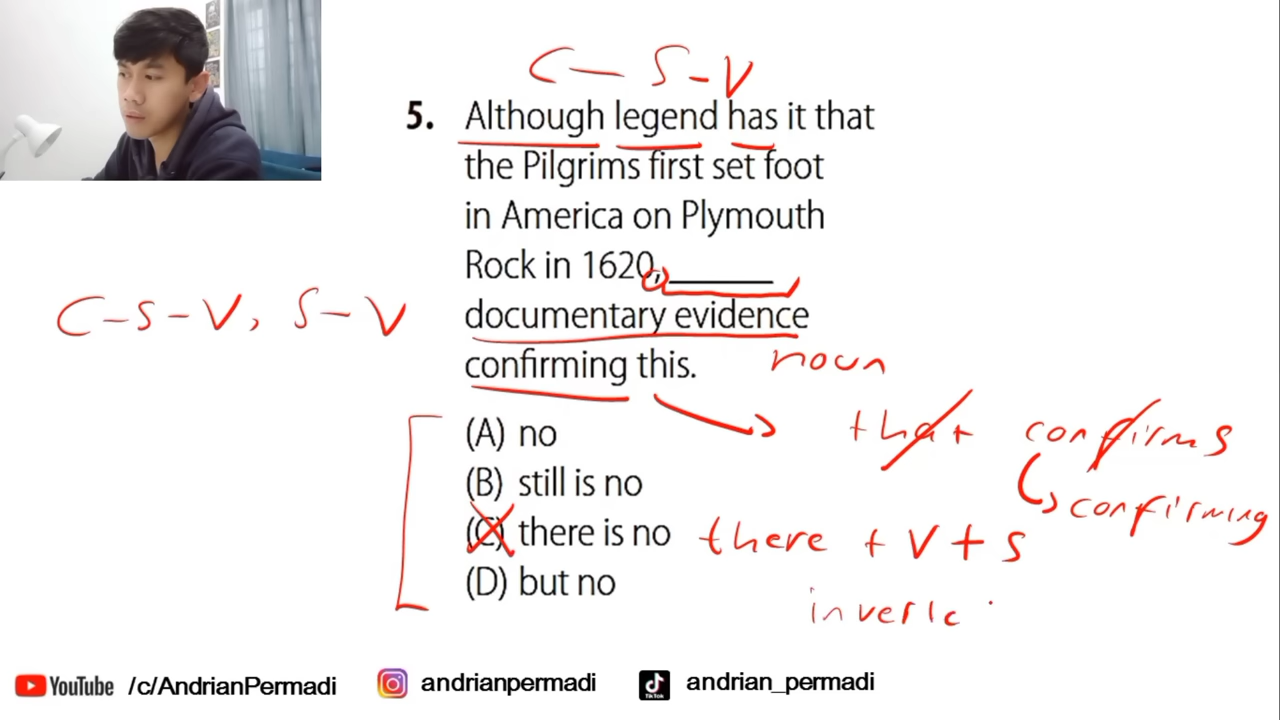 C - S - V
5. Although legend has it that
the Pilgrims first set foot
in America on Plymouth
Rock in 1620, ______
C-S-V, S-V
documentary evidence
confirming this.
noun
that confirms
confirming
(A) no
(B) still is no
(C) there is no
there + V + S
(D) but no
YouTube /c/AndrianPermadi
andrianpermadi
TikTok andrian_permadi